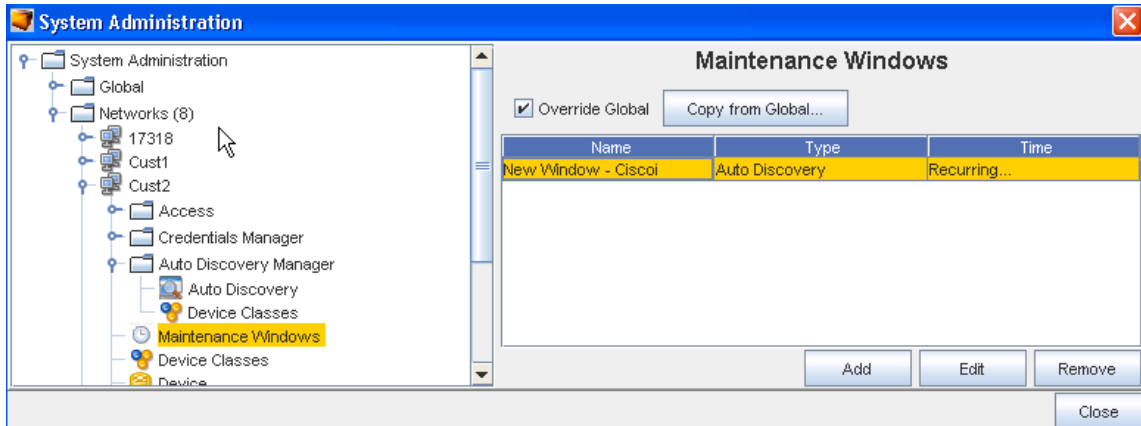 System Administration
System Administration
Global
Networks (8)
17318
Cust1
Cust2
Access
Credentials Manager
Auto Discovery Manager
Auto Discovery
Device Classes
Maintenance Windows
Device Classes
Device
Maintenance Windows
Override Global Copy from Global...
Name Type Time
New Window - Ciscoi Auto Discovery Recurring...
Add Edit Remove
Close